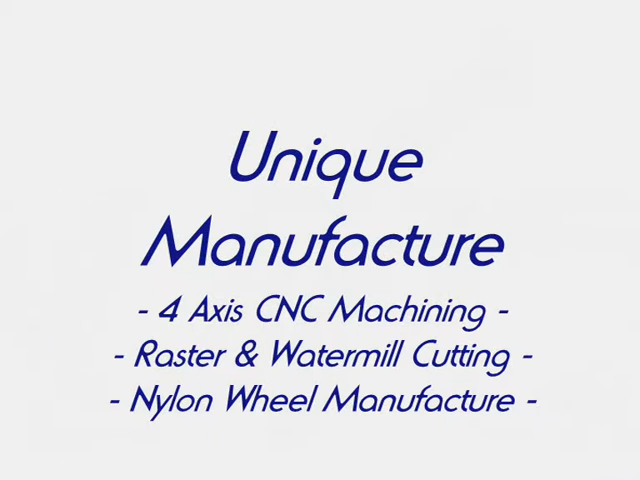 Unique
Manufacture
- 4 Axis CNC Machining -
- Raster & Watermill Cutting -
- Nylon Wheel Manufacture -